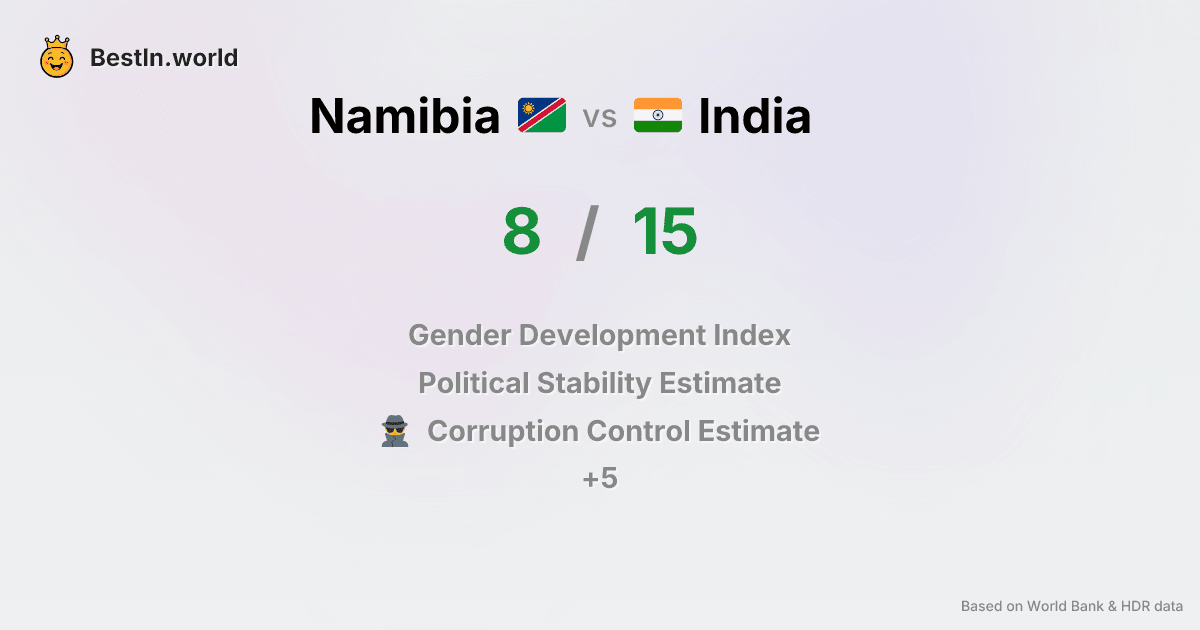 BestIn.world
Namibia vs India
8 / 15
Gender Development Index
Political Stability Estimate
Corruption Control Estimate
+5
Based on World Bank & HDR data